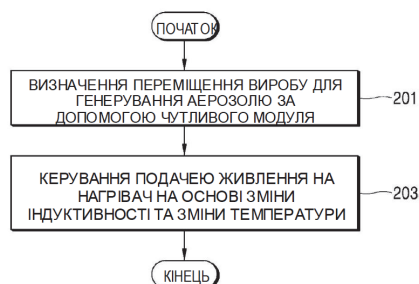 ПОЧАТОК
ВИЗНАЧЕННЯ ПЕРЕМІЩЕННЯ ВИРОБУ ДЛЯ
ГЕНЕРУВАННЯ АЕРОЗОЛЮ ЗА
ДОПОМОГОЮ ЧУТЛИВОГО МОДУЛЯ
201
КЕРУВАННЯ ПОДАЧЕЮ ЖИВЛЕННЯ НА
НАГРІВАЧ НА ОСНОВІ ЗМІНИ
ІНДУКТИВНОСТІ ТА ЗМІНИ ТЕМПЕРАТУРИ
203
КІНЕЦЬ